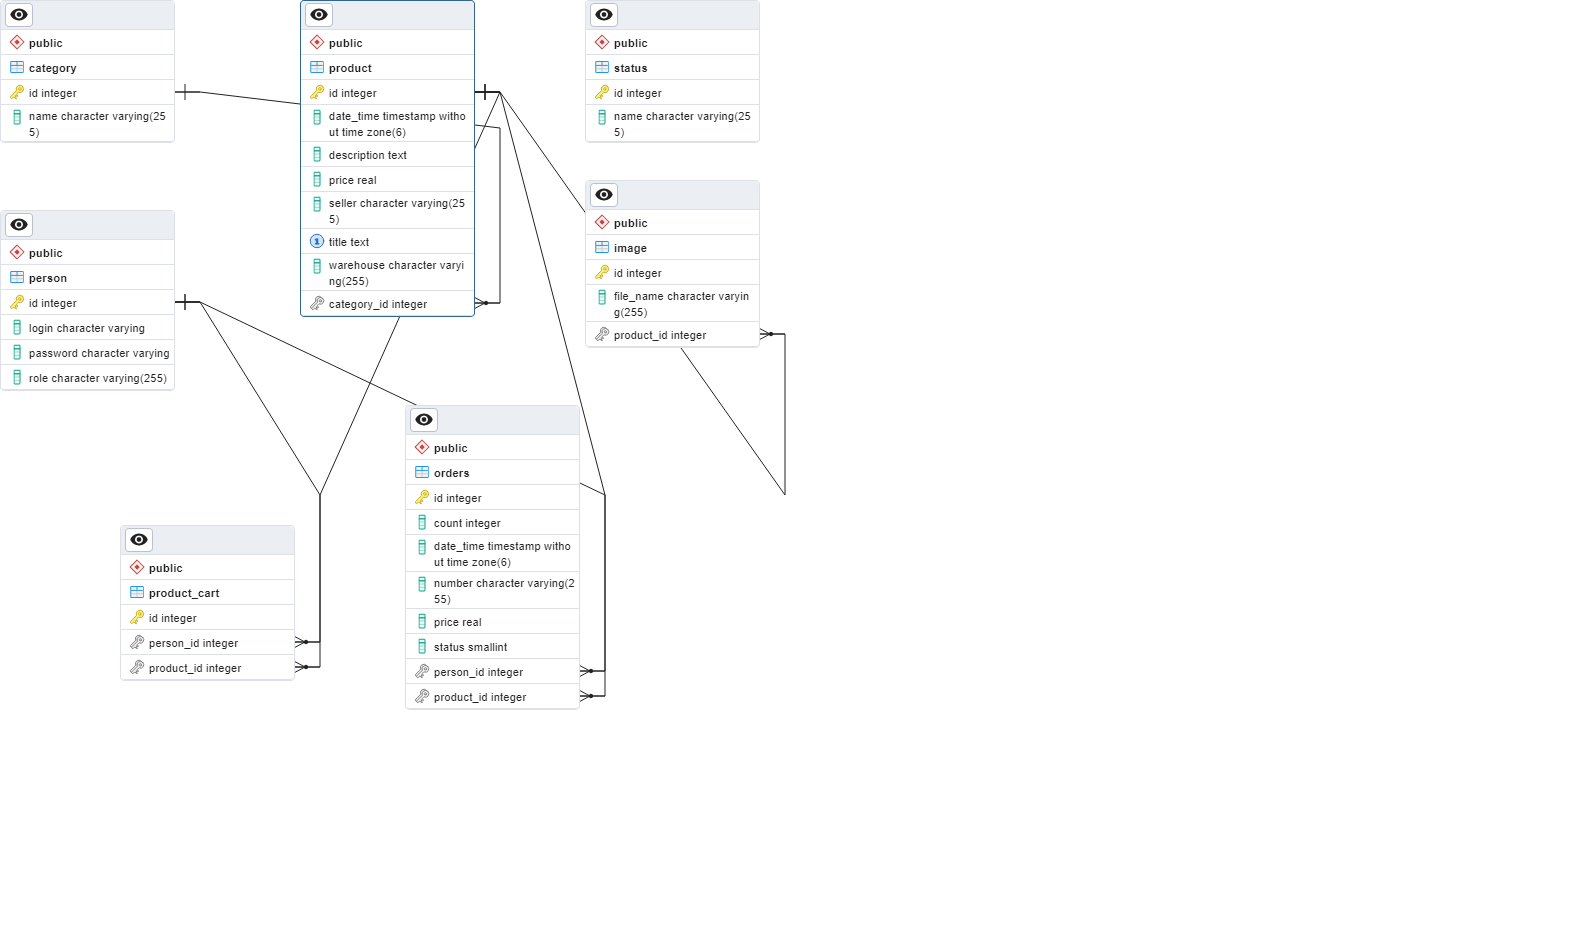 public
category
id integer
name character varying(25
5)
public
product
id integer
date_time timestamp witho
ut time zone(6)
description text
price real
seller character varying(25
5)
1 title text
warehouse character varyi
ng(255)
category_id integer
public
status
id integer
name character varying(25
5)
public
person
id integer
login character varying
password character varying
role character varying(255)
public
image
id integer
file_name character varyin
g(255)
product_id integer
public
orders
id integer
count integer
date_time timestamp witho
ut time zone(6)
number character varying(2
55)
price real
status smallint
person_id integer
product_id integer
public
product_cart
id integer
person_id integer
product_id integer